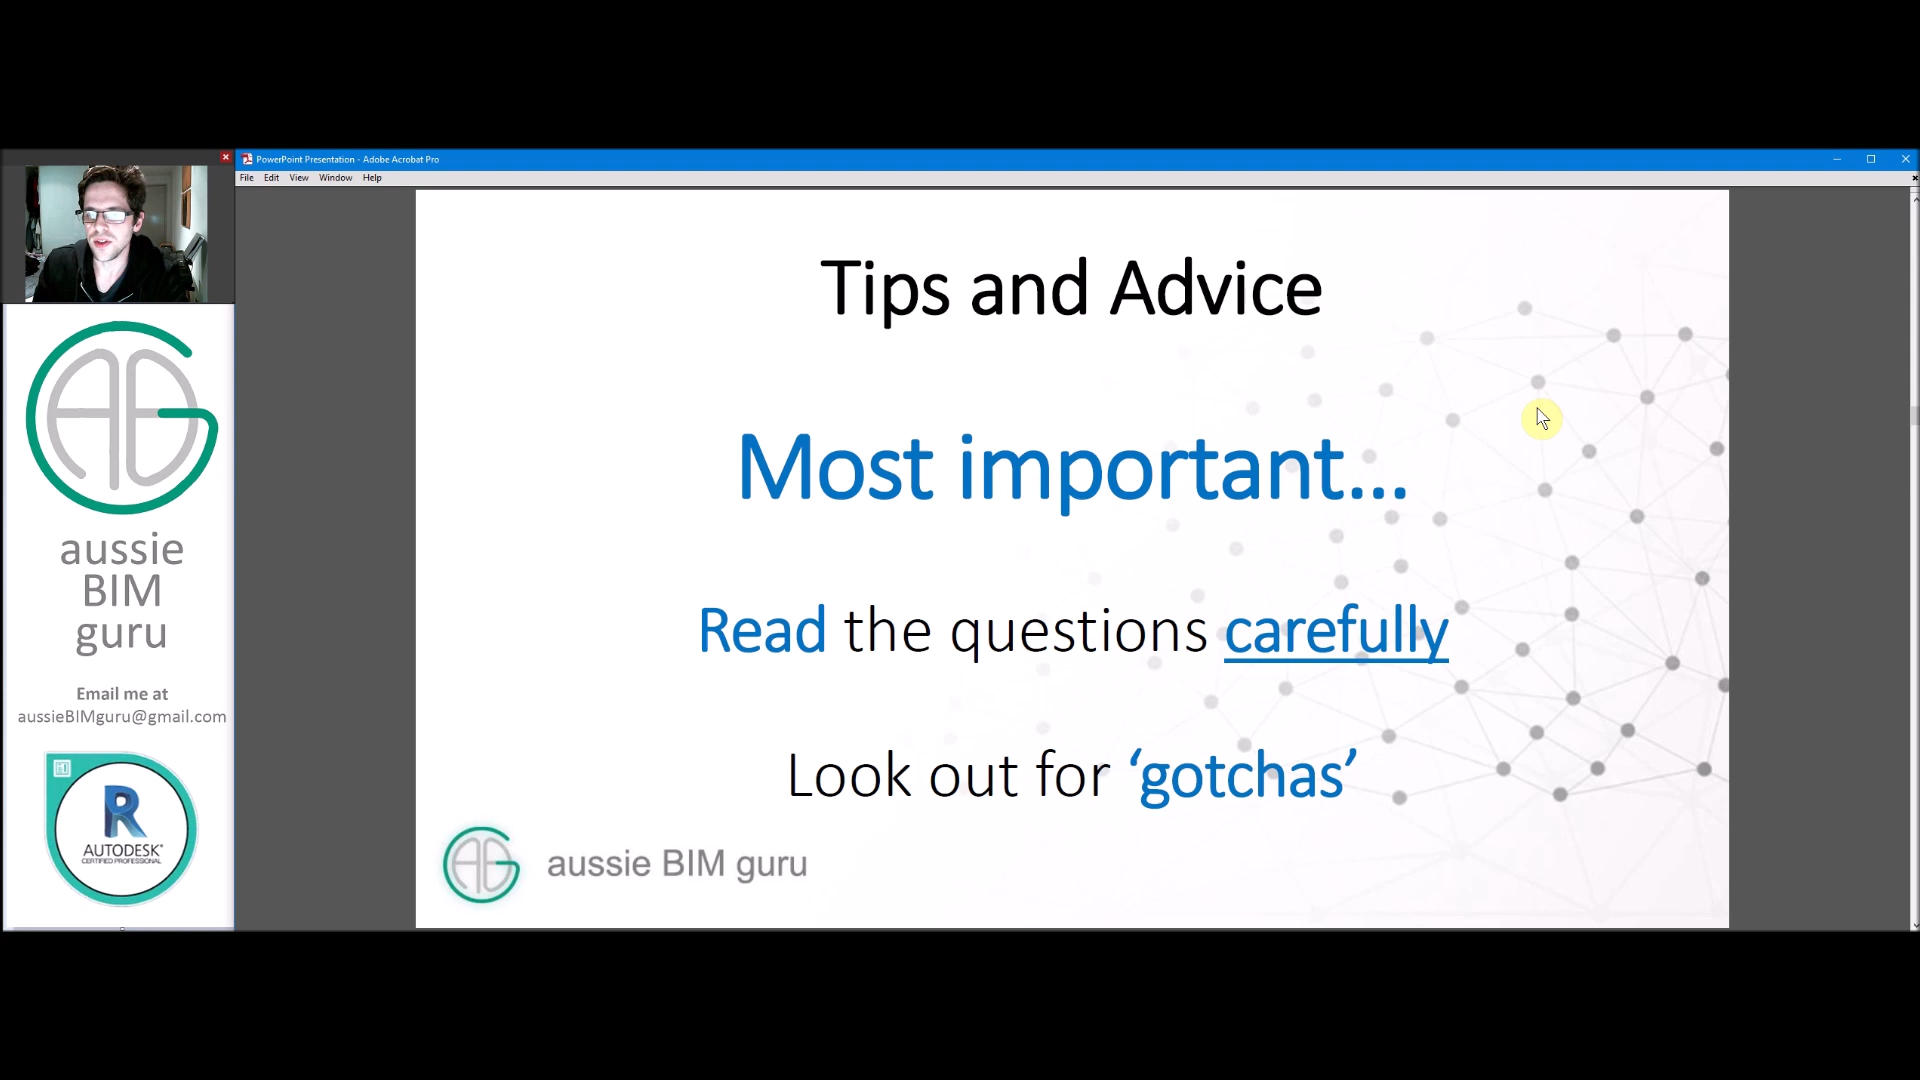 PowerPoint Presentation - Adobe Acrobat Pro
File Edit View Window Help
Tips and Advice
Most important...
Read the questions carefully
Look out for ‘gotchas’
aussie BIM guru
aussie
BIM
guru
Email me at
aussieBIMguru@gmail.com
R
AUTODESK®
CERTIFIED PROFESSIONAL